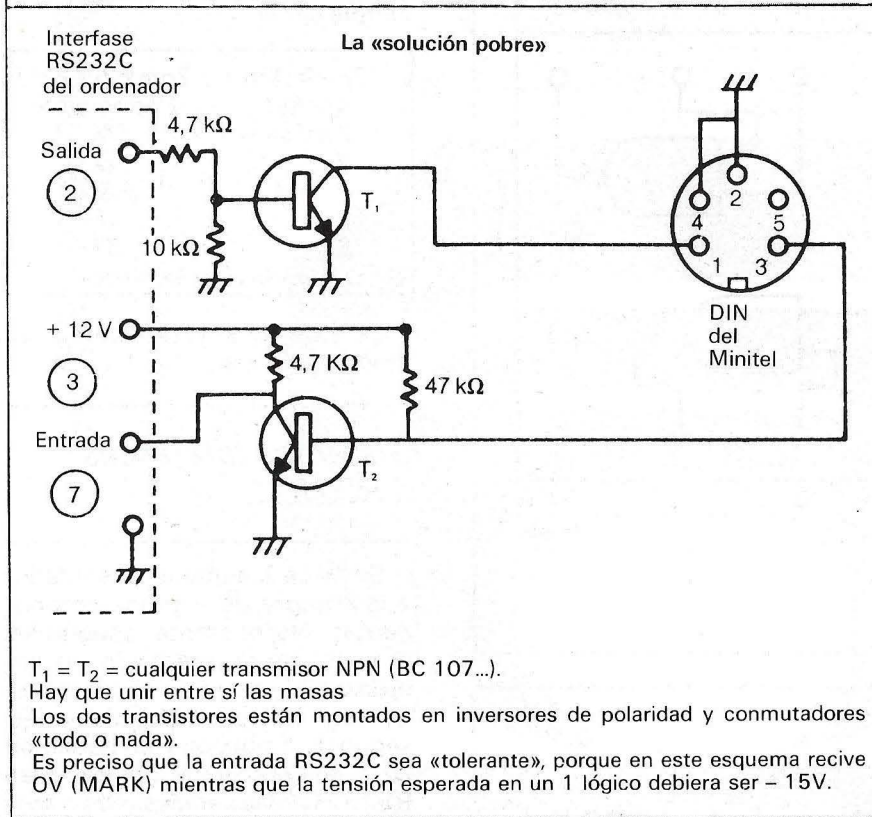 La «solución pobre»
Interfase
RS232C
del ordenador
4,7 kΩ
Salida
2
T1
10 kΩ
+ 12 V
3
4,7 KΩ
47 kΩ
Entrada
7
T2
4
2
5
1
3
DIN
del
Minitel
T1 = T2 = cualquier transmisor NPN (BC 107...).
Hay que unir entre sí las masas
Los dos transistores están montados en inversores de polaridad y conmutadores
«todo o nada».
Es preciso que la entrada RS232C sea «tolerante», porque en este esquema recive
OV (MARK) mientras que la tensión esperada en un 1 lógico debiera ser – 15V.